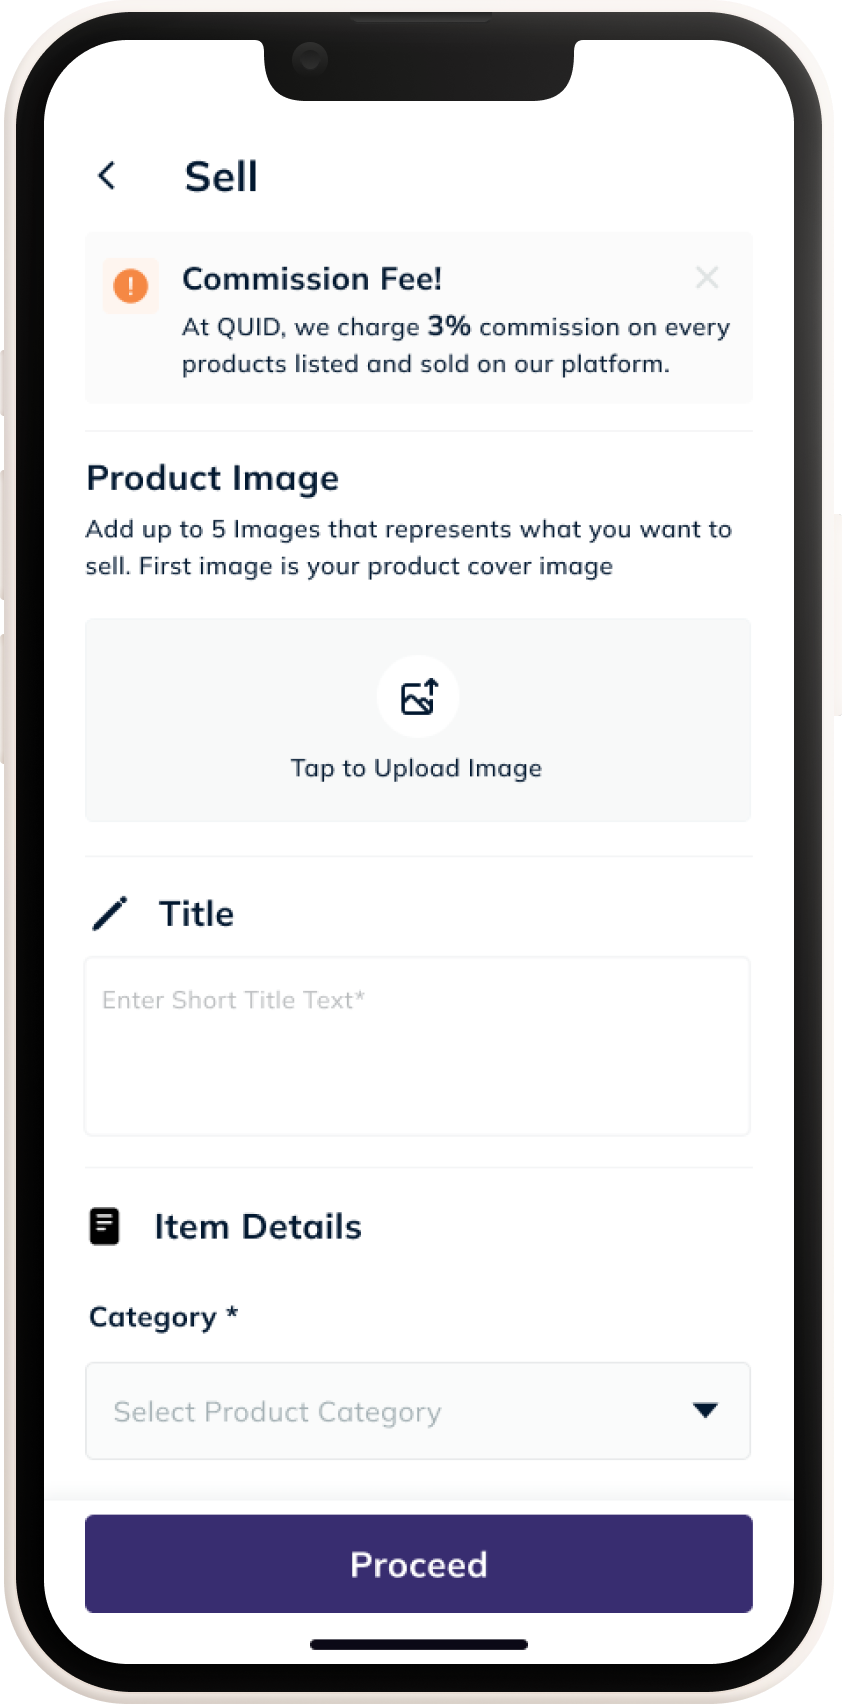 Sell
Commission Fee!
At QUID, we charge 3% commission on every
products listed and sold on our platform.
Product Image
Add up to 5 Images that represents what you want to
sell. First image is your product cover image
Tap to Upload Image
Title
Enter Short Title Text*
Item Details
Category *
Select Product Category
Proceed